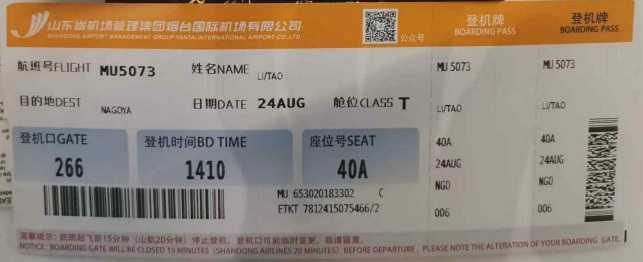 山东省机场管理集团烟台国际机场有限公司
SHANDONG AIRPORT MANAGEMENT GROUP YANTAI INTERNATIONAL AIRPORT CO.LTD
公众号
登机牌
BOARDING PASS
登机牌
BOARDING PASS
航班号FLIGHT MU5073 姓名NAME LI/TAO
目的地DEST NAGOYA 日期DATE 24AUG 舱位CLASS T
登机口GATE 登机时间BD TIME 座位号SEAT
266 1410 40A
MU 653020183302 C
ETKT 7812415075466/2
温馨提示：航班起飞前15分钟（山航20分钟）停止登机，登机口可能临时变更，敬请留意。
NOTICE: BOARDING GATE WILL BE CLOSED 15 MINUTES (SHANDONG AIRLINES 20 MINUTES) BEFORE DEPARTURE. PLEASE NOTE THE ALTERATION OF YOUR BOARDING GATE.
MU 5073
LI/TAO
40A
24AUG
NGO
006
MU 5073
LI/TAO
40A
24AUG
NGO
006